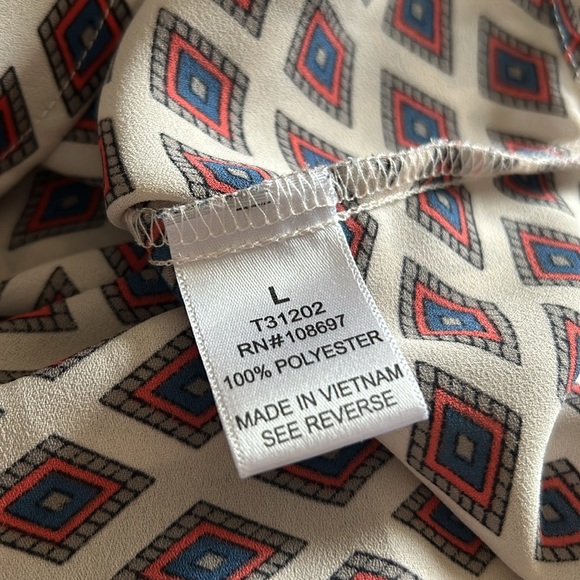 L
T31202
RN#108697
100% POLYESTER
MADE IN VIETNAM
SEE REVERSE